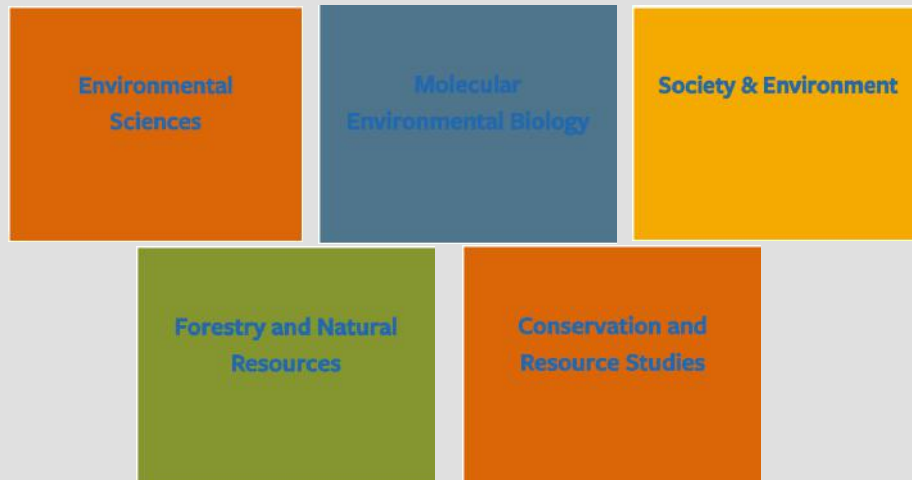 Environmental
Sciences
Molecular
Environmental Biology
Society & Environment
Forestry and Natural
Resources
Conservation and
Resource Studies